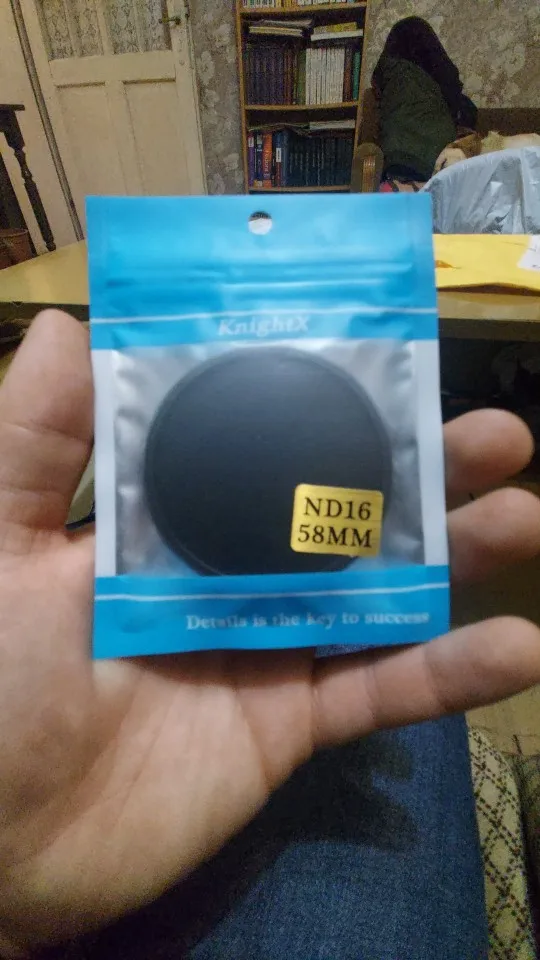 KnightX
ND16
58MM
Details is the key to success